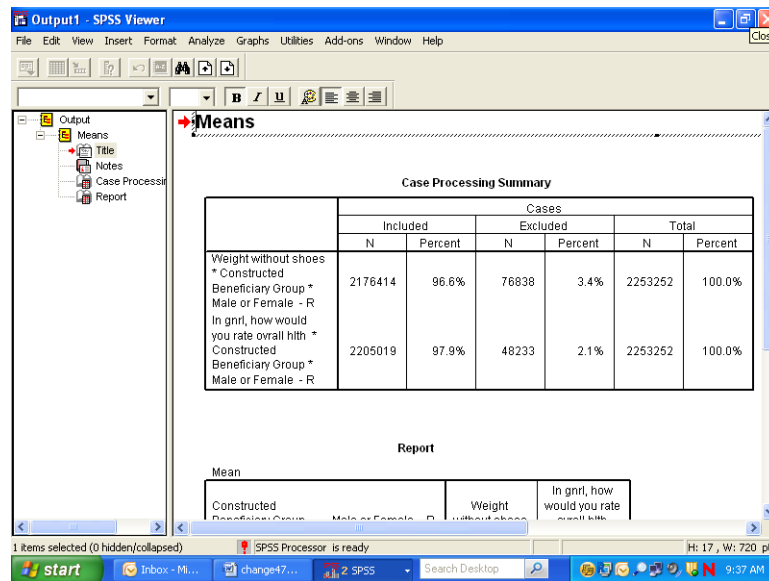 Output1 - SPSS Viewer
Clos
File Edit View Insert Format Analyze Graphs Utilities Add-ons Window Help
B I U
Output
Means
Title
Notes
Case Processin
Report
Means
Case Processing Summary
Cases
Included Excluded Total
N Percent N Percent N Percent
Weight without shoes
* Constructed
Beneficiary Group *
Male or Female - R
2176414 96.6% 76838 3.4% 2253252 100.0%
In gnrl, how would
you rate ovrall hlth *
Constructed
Beneficiary Group *
Male or Female - R
2205019 97.9% 48233 2.1% 2253252 100.0%
Report
Mean
Constructed
Weight
In gnrl, how
would you rate
1 items selected (0 hidden/collapsed) SPSS Processor is ready H: 17 , W: 720 p
start Inbox - Mi... change47... 2 SPSS Search Desktop N 9:37 AM